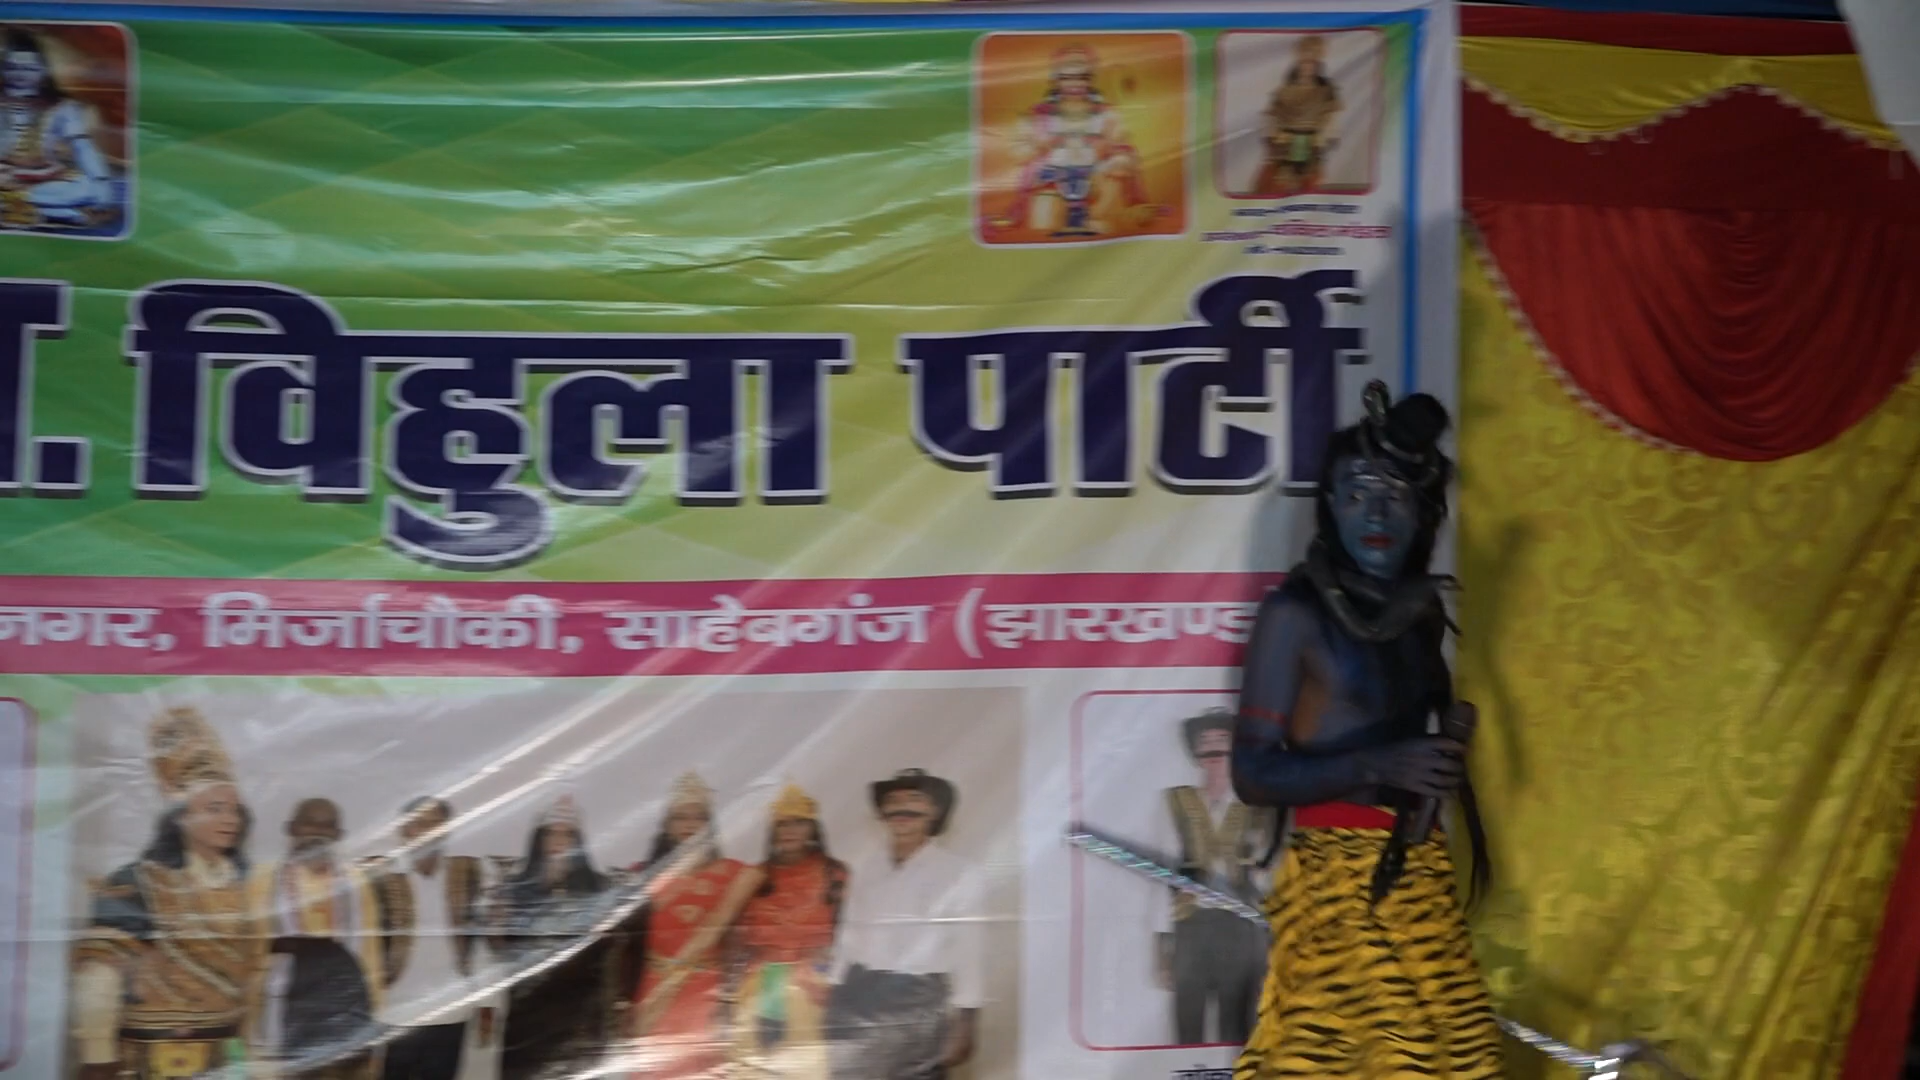 . विहुला पार्टी
नगर, मिर्जाचौकी, साहेबगंज (झारखण्ड